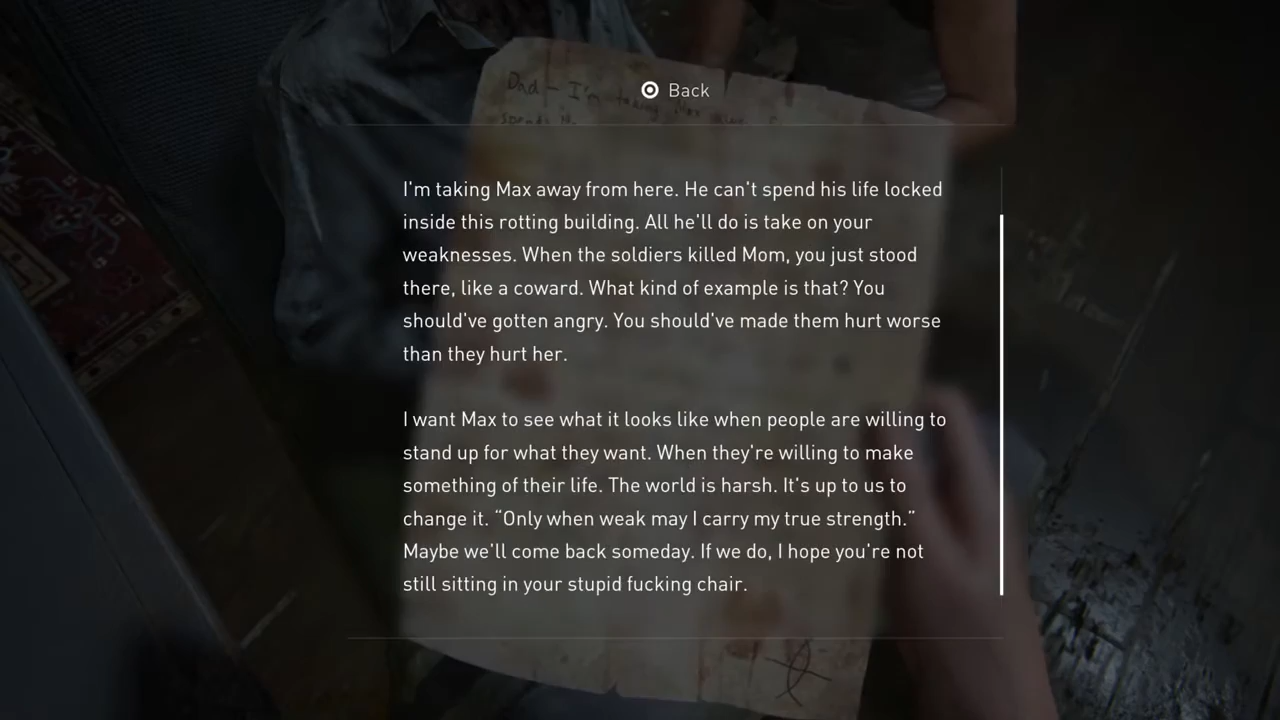 Back
Dad - I'm taking Max
I'm taking Max away from here. He can't spend his life locked
inside this rotting building. All he'll do is take on your
weaknesses. When the soldiers killed Mom, you just stood
there, like a coward. What kind of example is that? You
should've gotten angry. You should've made them hurt worse
than they hurt her.
I want Max to see what it looks like when people are willing to
stand up for what they want. When they're willing to make
something of their life. The world is harsh. It's up to us to
change it. “Only when weak may I carry my true strength.”
Maybe we'll come back someday. If we do, I hope you're not
still sitting in your stupid fucking chair.